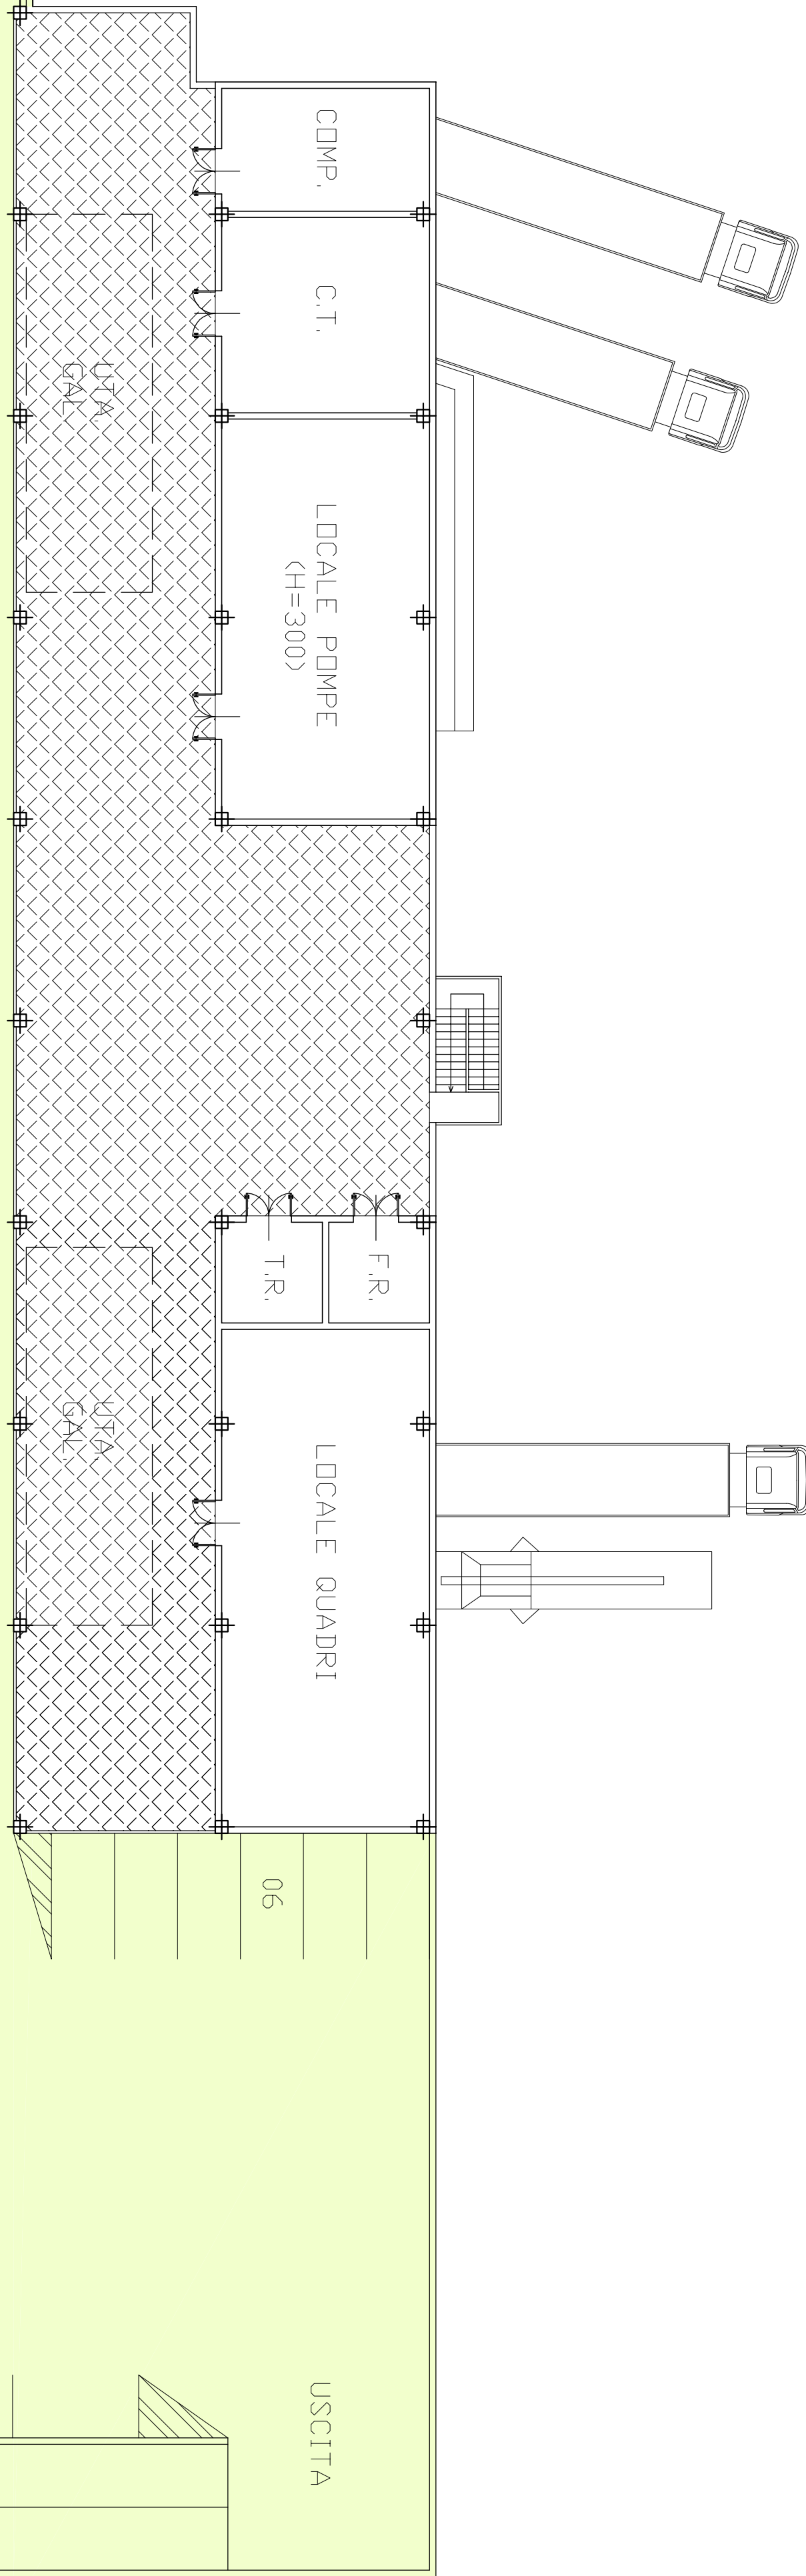 COMP.
C.T.
UTA.
GAL.
LOCALE POMPE
(H=300)
F.R.
T.R.
UTA.
GAL.
LOCALE QUADRI
06
USCITA